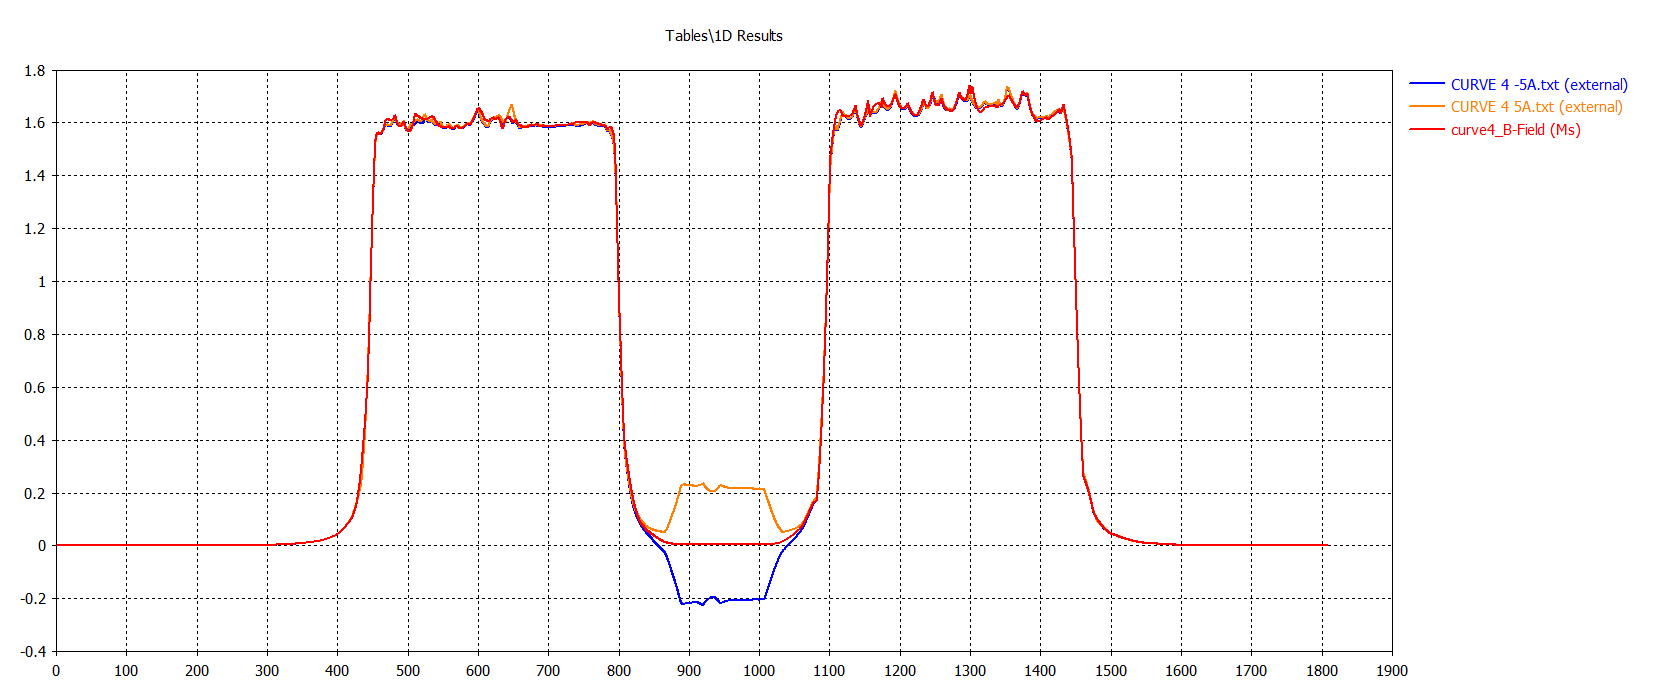 Tables\1D Results
CURVE 4 -5A.txt (external)
CURVE 4 5A.txt (external)
curve4_B-Field (Ms)
1.8
1.6
1.4
1.2
1
0.8
0.6
0.4
0.2
0
-0.2
-0.4
0 100 200 300 400 500 600 700 800 900 1000 1100 1200 1300 1400 1500 1600 1700 1800 1900